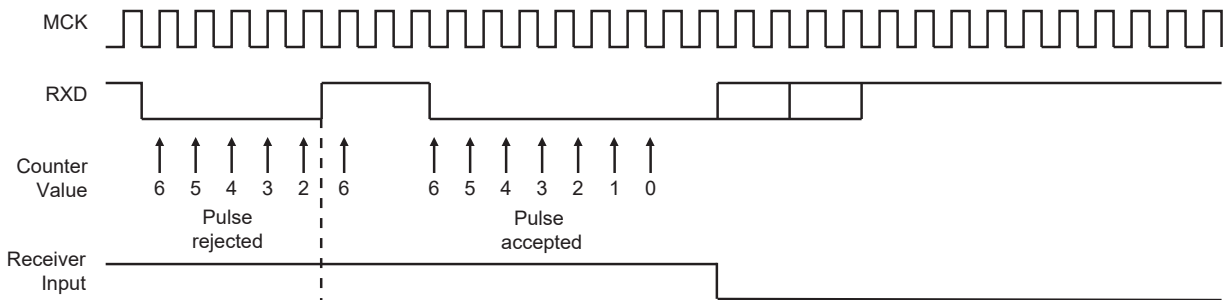 MCK
RXD
Counter
Value
6 5 4 3 2 6 6 5 4 3 2 1 0
Pulse
rejected
Pulse
accepted
Receiver
Input